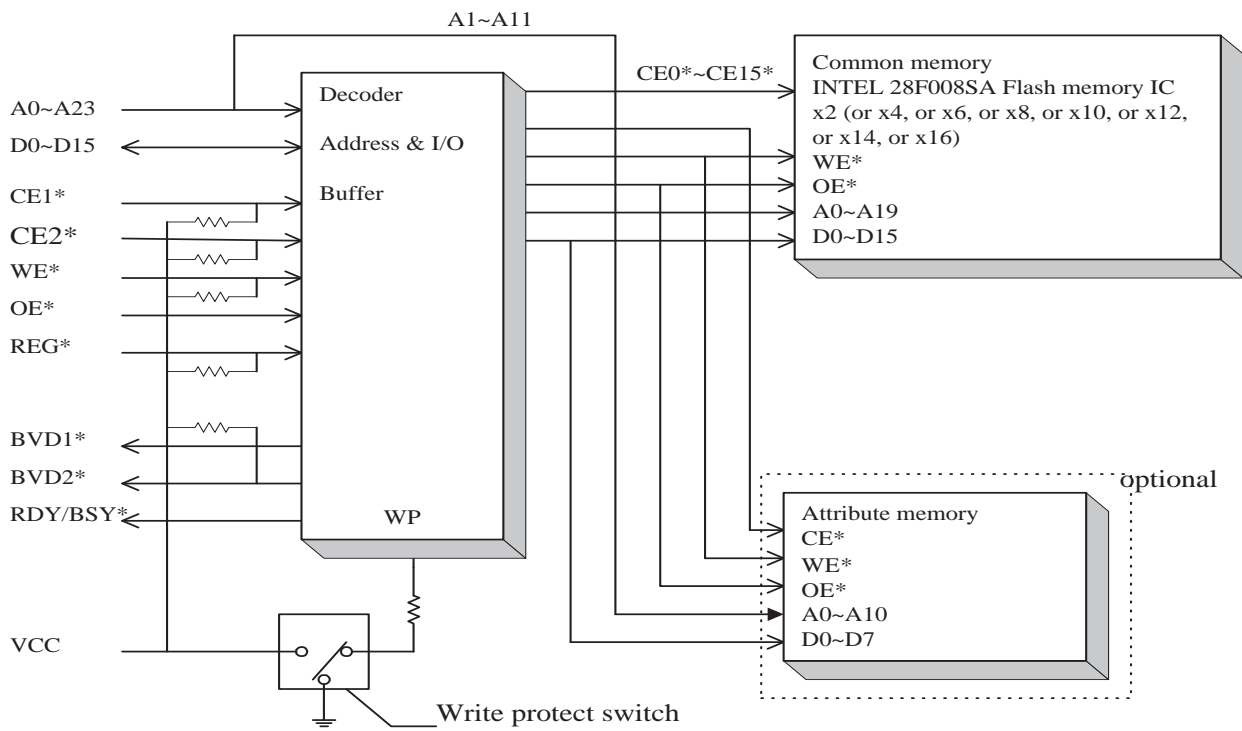 A1~A11
A0~A23
D0~D15
CE1*
CE2*
WE*
OE*
REG*
BVD1*
BVD2*
RDY/BSY*
VCC
Decoder
Address & I/O
Buffer
WP
Write protect switch
CE0*~CE15*
Common memory
INTEL 28F008SA Flash memory IC
x2 (or x4, or x6, or x8, or x10, or x12,
or x14, or x16)
WE*
OE*
A0~A19
D0~D15
optional
Attribute memory
CE*
WE*
OE*
A0~A10
D0~D7